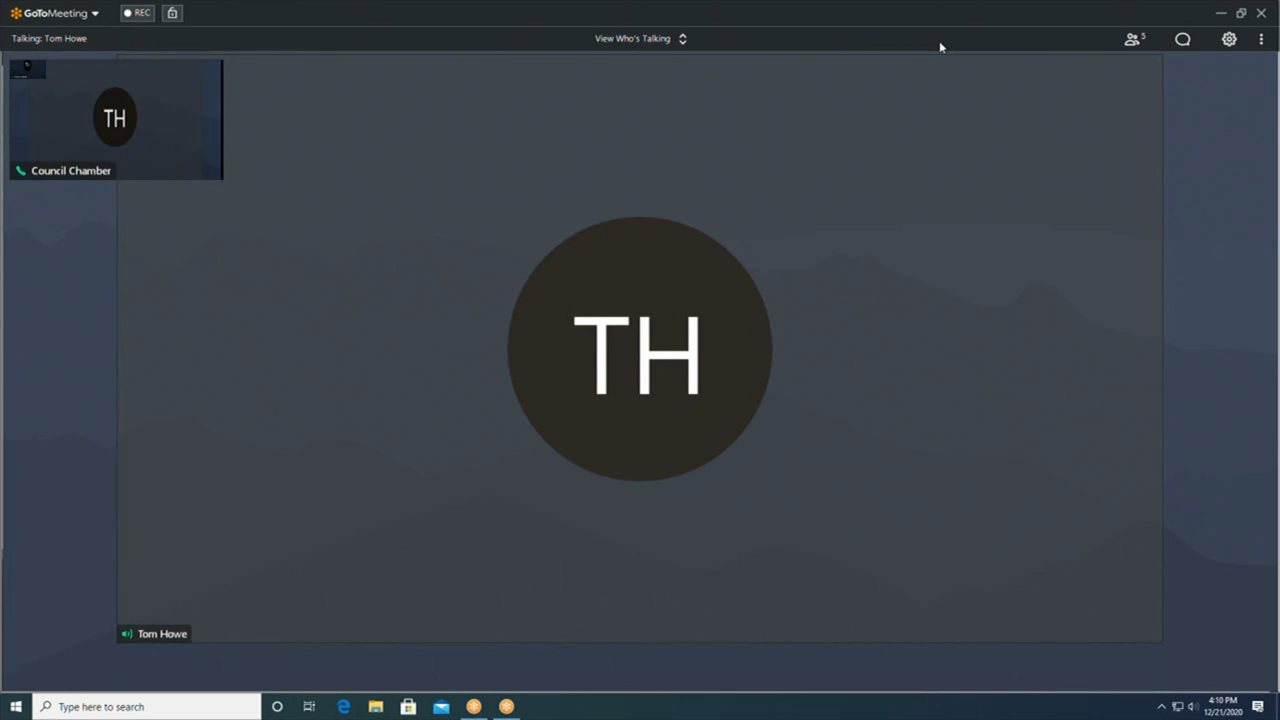 GoToMeeting
REC
Talking: Tom Howe
View Who's Talking
5
TH
Council Chamber
TH
Tom Howe
Type here to search
4:10 PM
12/21/2020